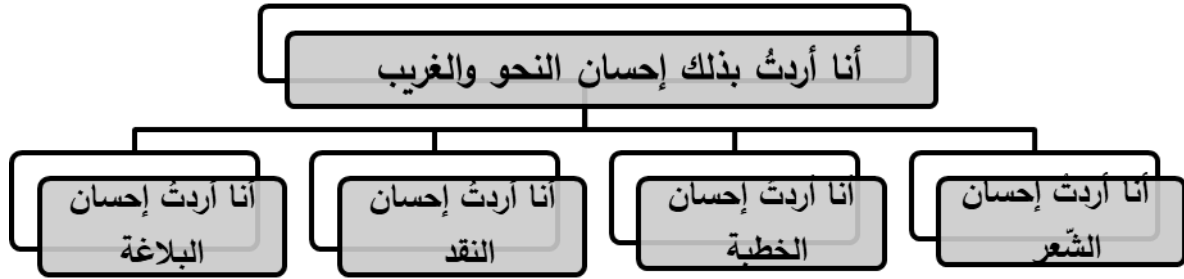 أنا أردتُ بذلك إحسان النحو والغريب
أنا أردتُ إحسان
الشّعر
أنا أردتُ إحسان
الخطبة
أنا أردتُ إحسان
النقد
أنا أردتُ إحسان
البلاغة